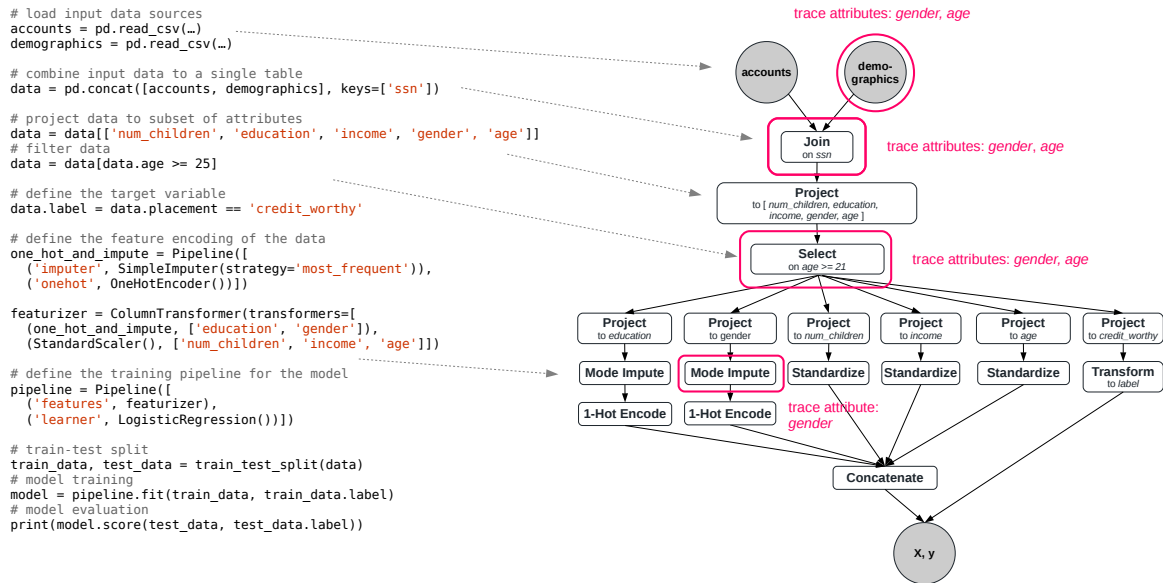 # load input data sources
accounts = pd.read_csv(…)
demographics = pd.read_csv(…)
# combine input data to a single table
data = pd.concat([accounts, demographics], keys=['ssn'])
# project data to subset of attributes
data = data[['num_children', 'education', 'income', 'gender', 'age']]
# filter data
data = data[data.age >= 25]
# define the target variable
data.label = data.placement == 'credit_worthy'
# define the feature encoding of the data
one_hot_and_impute = Pipeline([
('imputer', SimpleImputer(strategy='most_frequent')),
('onehot', OneHotEncoder())])
featurizer = ColumnTransformer(transformers=[
(one_hot_and_impute, ['education', 'gender']),
(StandardScaler(), ['num_children', 'income', 'age']])
# define the training pipeline for the model
pipeline = Pipeline([
('features', featurizer),
('learner', LogisticRegression())])
# train-test split
train_data, test_data = train_test_split(data)
# model training
model = pipeline.fit(train_data, train_data.label)
# model evaluation
print(model.score(test_data, test_data.label))
trace attributes: gender, age
accounts
demo-
graphics
Join
on ssn
trace attributes: gender, age
Project
to [ num_children, education,
income, gender, age ]
Select
on age >= 21
trace attributes: gender, age
Project
to education
Project
to gender
Project
to num_children
Project
to income
Project
to age
Project
to credit_worthy
Mode Impute
Mode Impute
Standardize
Standardize
Standardize
Transform
to label
1-Hot Encode
1-Hot Encode
trace attribute:
gender
Concatenate
X, y